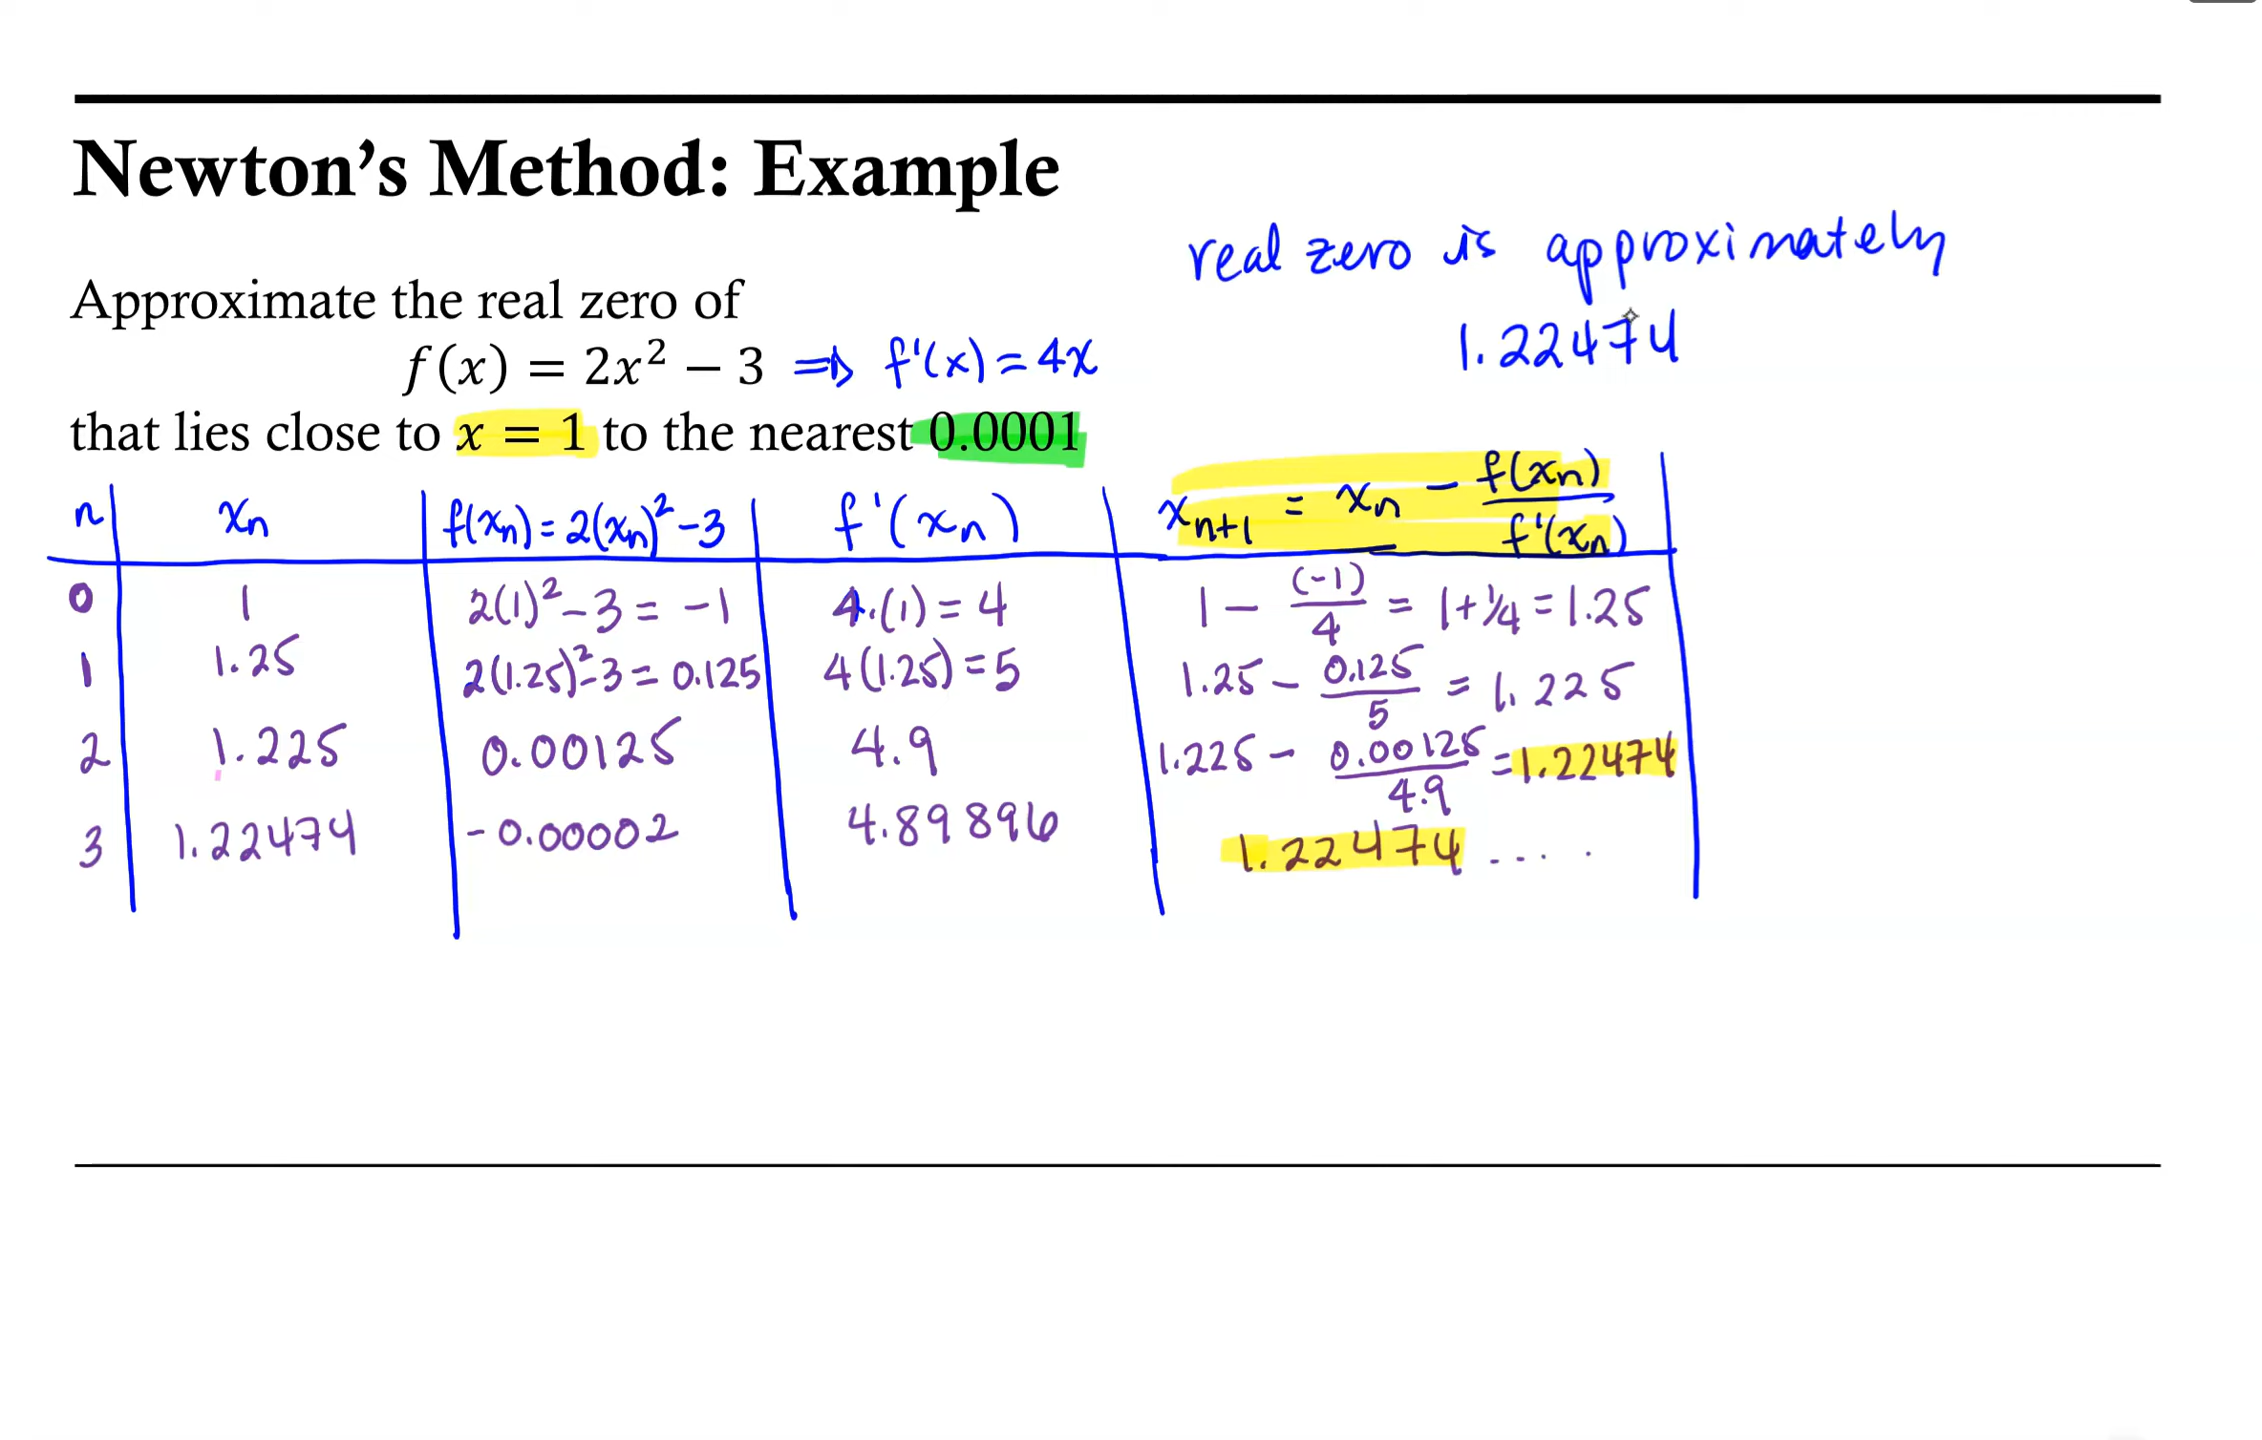 Newton’s Method: Example
real zero is approximately
1.22474
Approximate the real zero of
f(x) = 2x² − 3 ⇒ f'(x) = 4x
that lies close to x = 1 to the nearest 0.0001
n xn f(xn) = 2(xn)² − 3 f'(xn) xn+1 = xn − f(xn)/f'(xn)
0 1 2(1)² − 3 = −1 4·(1) = 4 1 − (−1)/4 = 1 + 1/4 = 1.25
1 1.25 2(1.25)² − 3 = 0.125 4(1.25) = 5 1.25 − 0.125/5 = 1.225
2 1.225 0.00125 4.9 1.225 − 0.00125/4.9 = 1.22474
3 1.22474 −0.00002 4.89896 1.22474 .....